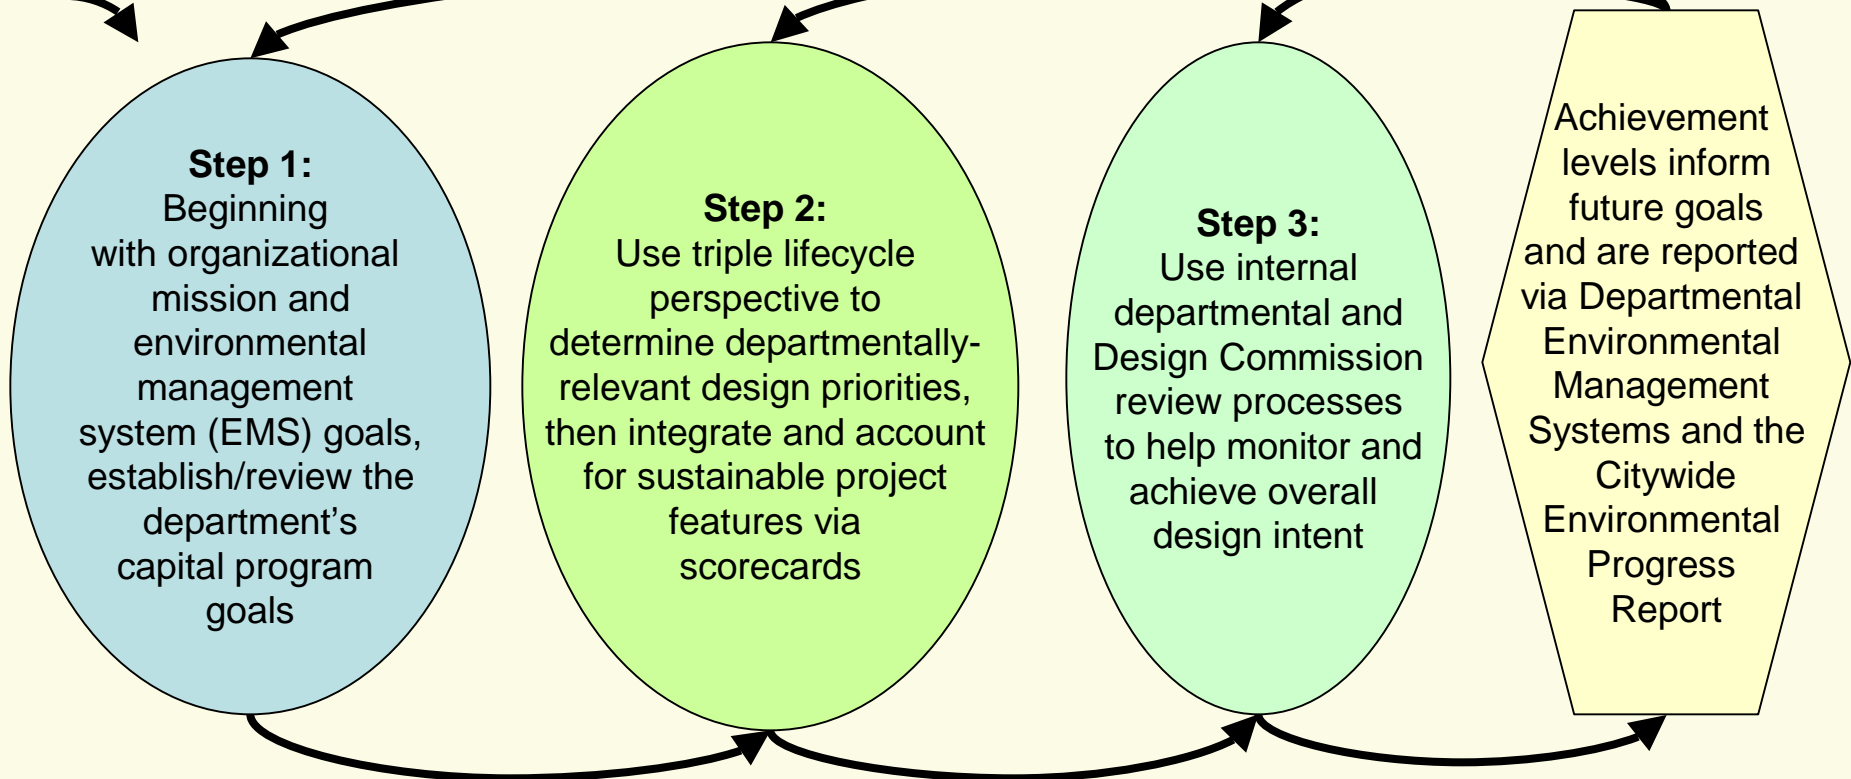 Step 1:
Beginning
with organizational
mission and
environmental
management
system (EMS) goals,
establish/review the
department’s
capital program
goals
Step 2:
Use triple lifecycle
perspective to
determine departmentally-
relevant design priorities,
then integrate and account
for sustainable project
features via
scorecards
Step 3:
Use internal
departmental and
Design Commission
review processes
to help monitor and
achieve overall
design intent
Achievement
levels inform
future goals
and are reported
via Departmental
Environmental
Management
Systems and the
Citywide
Environmental
Progress
Report